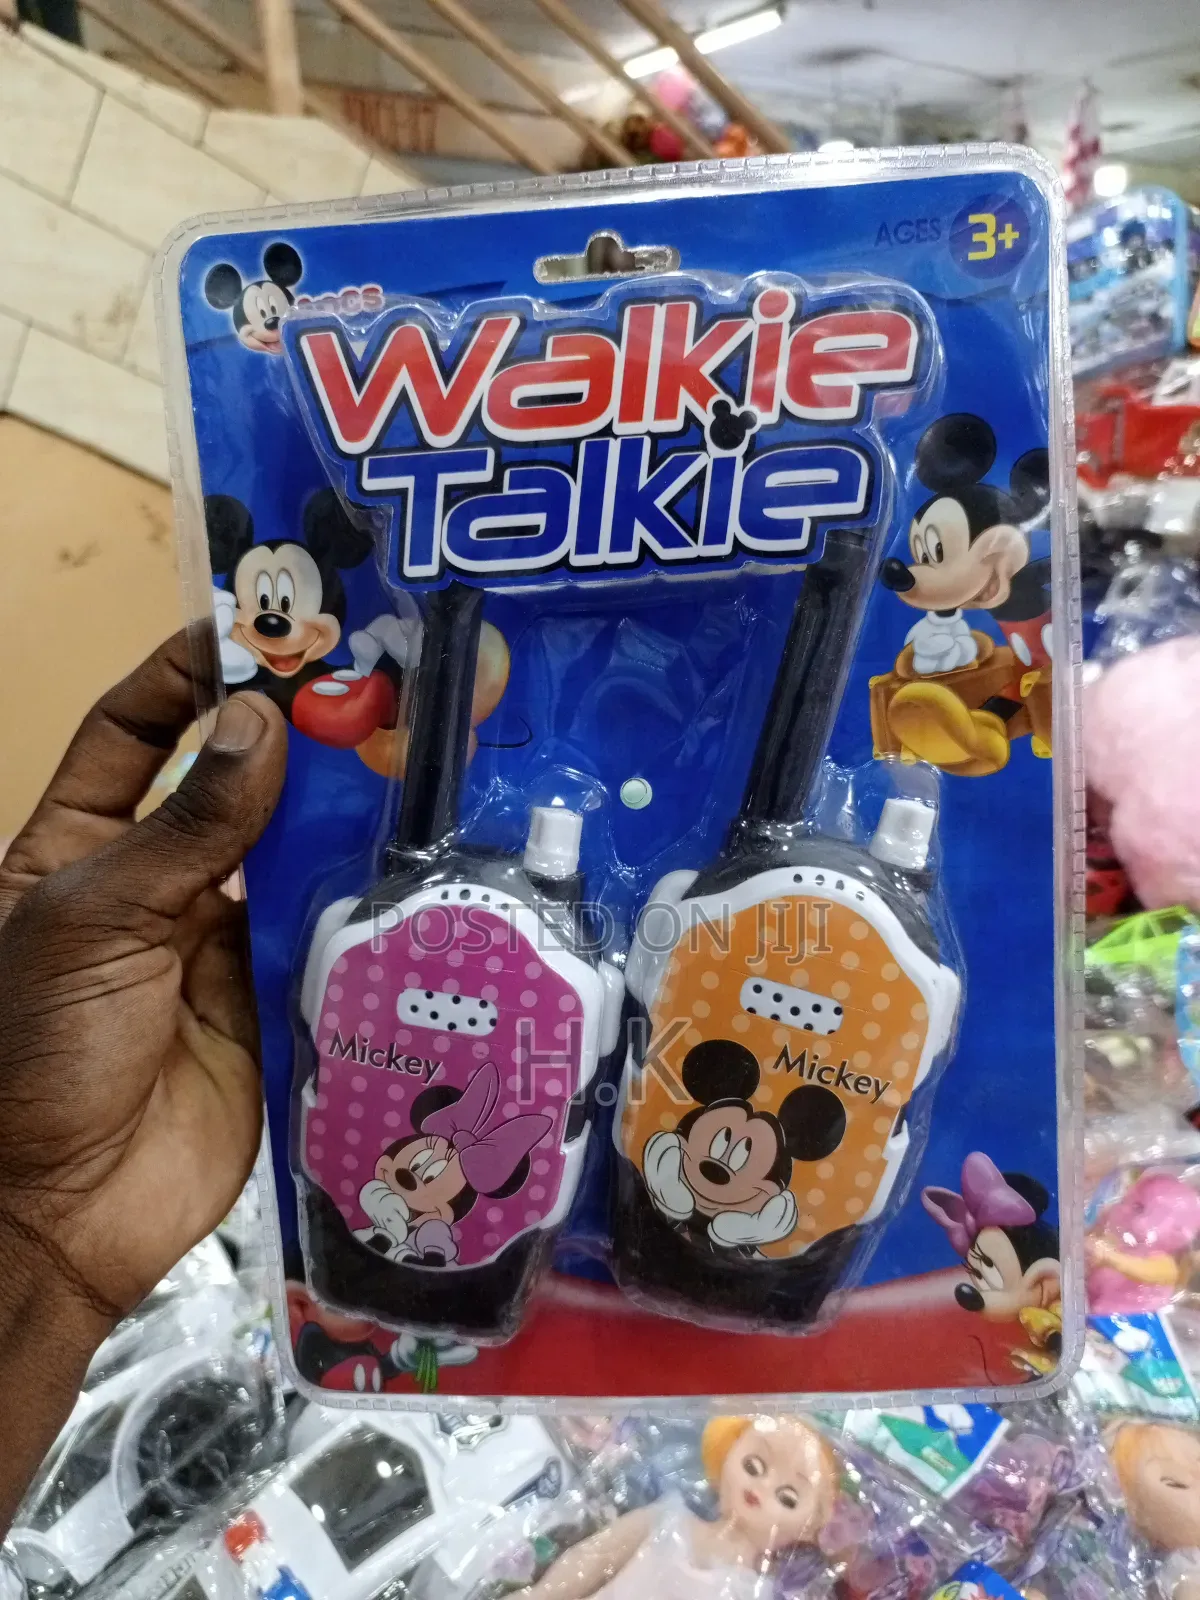 AGES 3+
Walkie
Talkie
POSTED ON JIJI
H.K
Mickey
Mickey